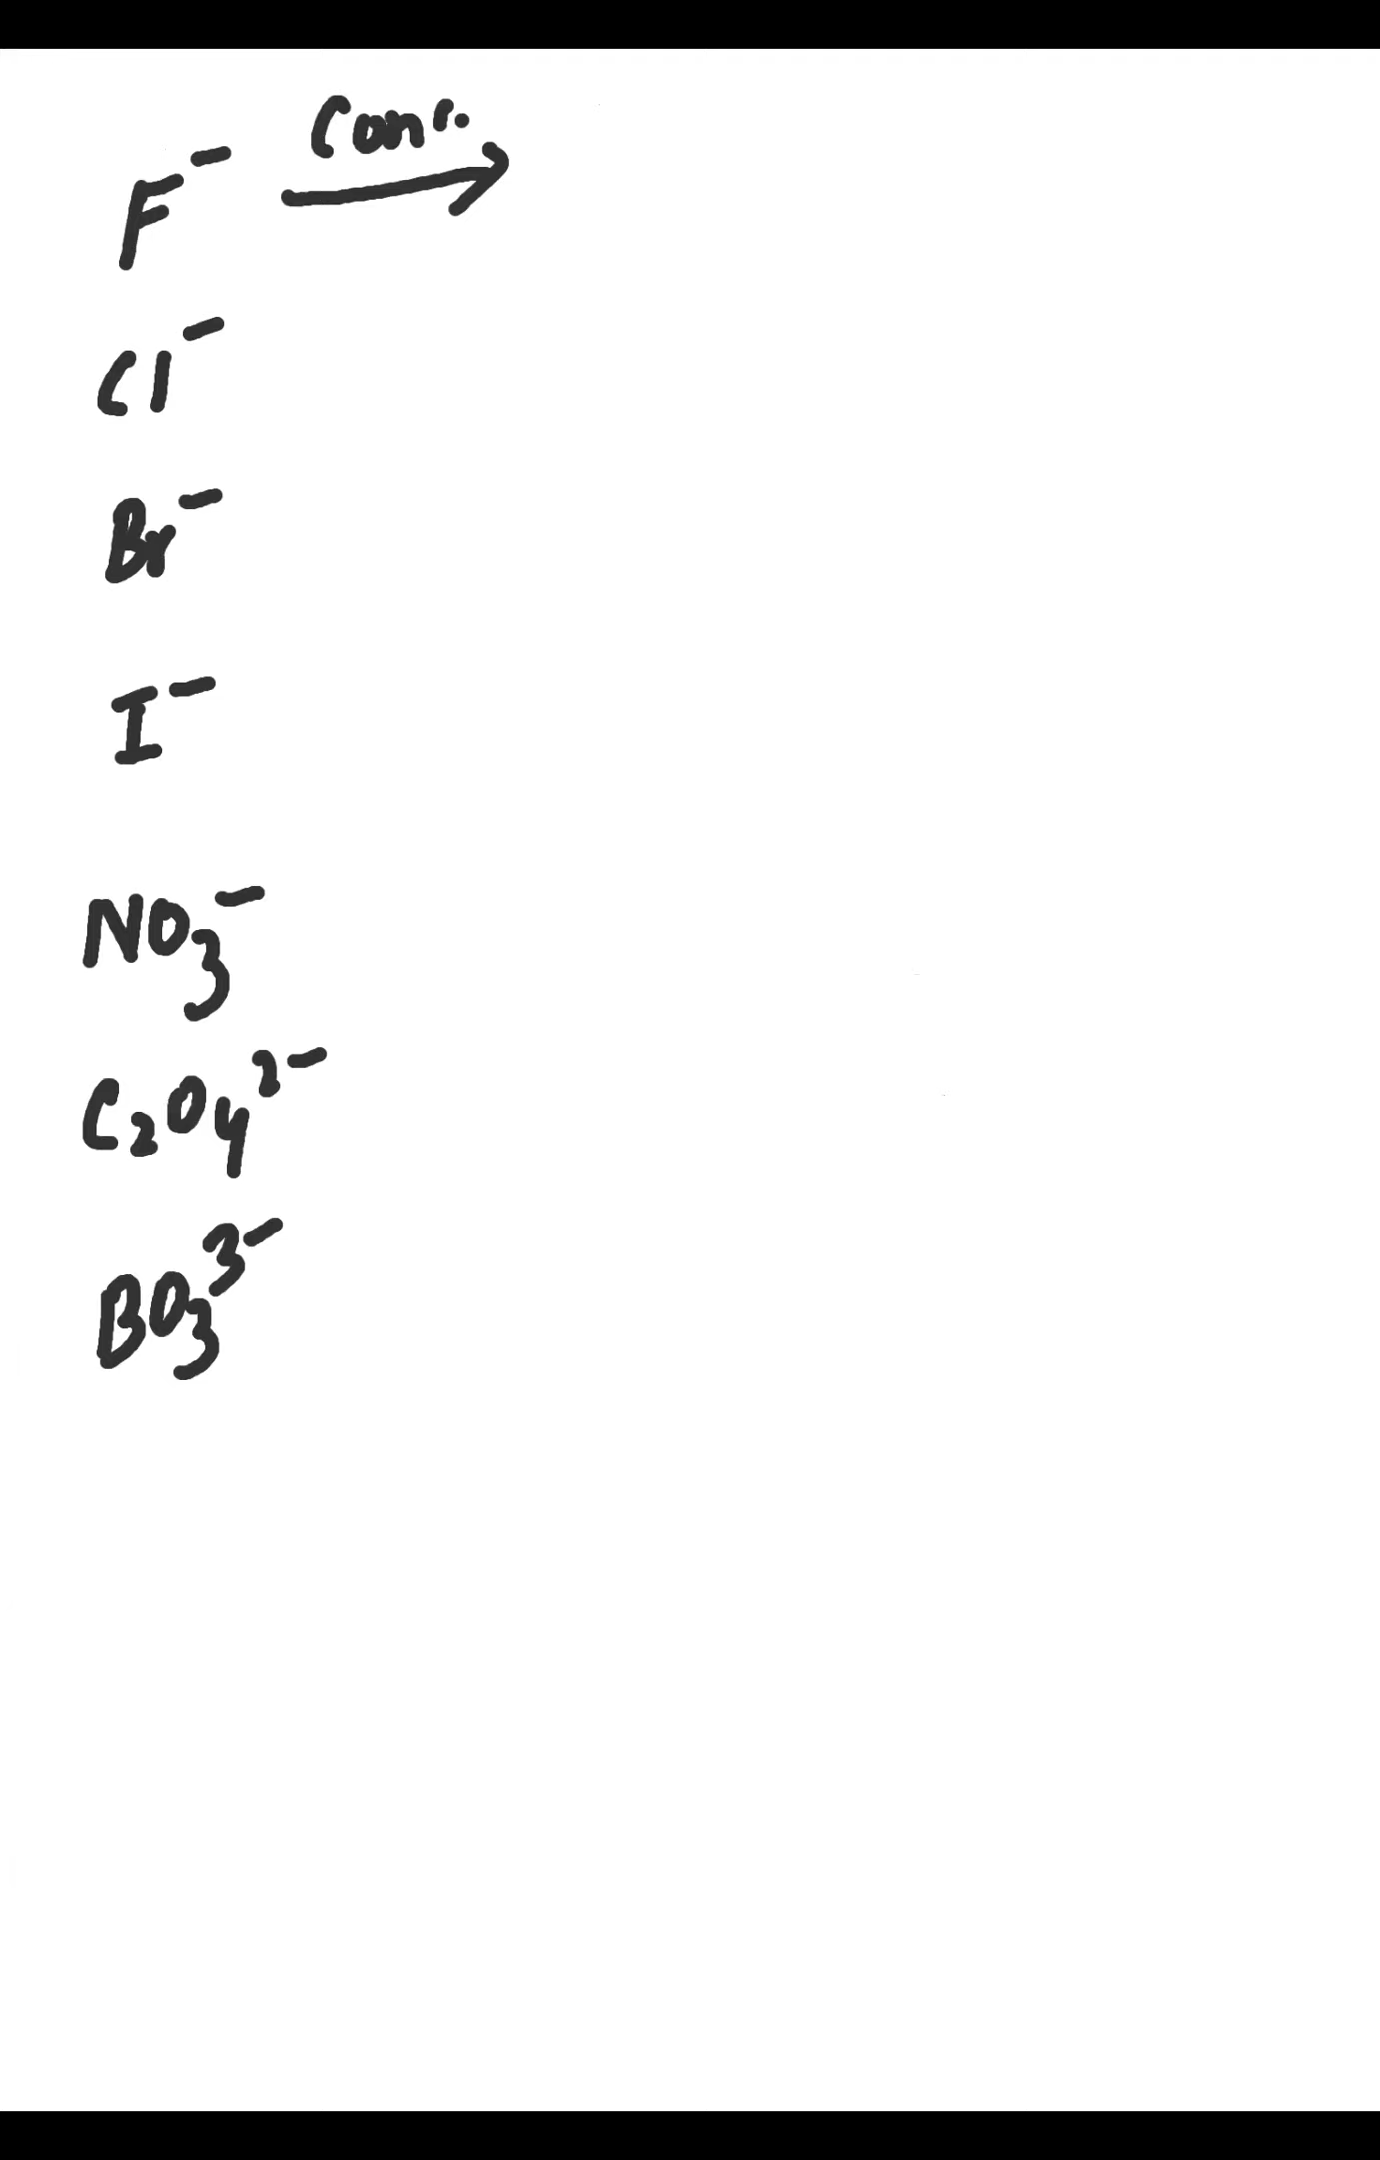 F⁻ Conc. →
Cl⁻
Br⁻
I⁻
NO₃⁻
C₂O₄²⁻
BO₃³⁻